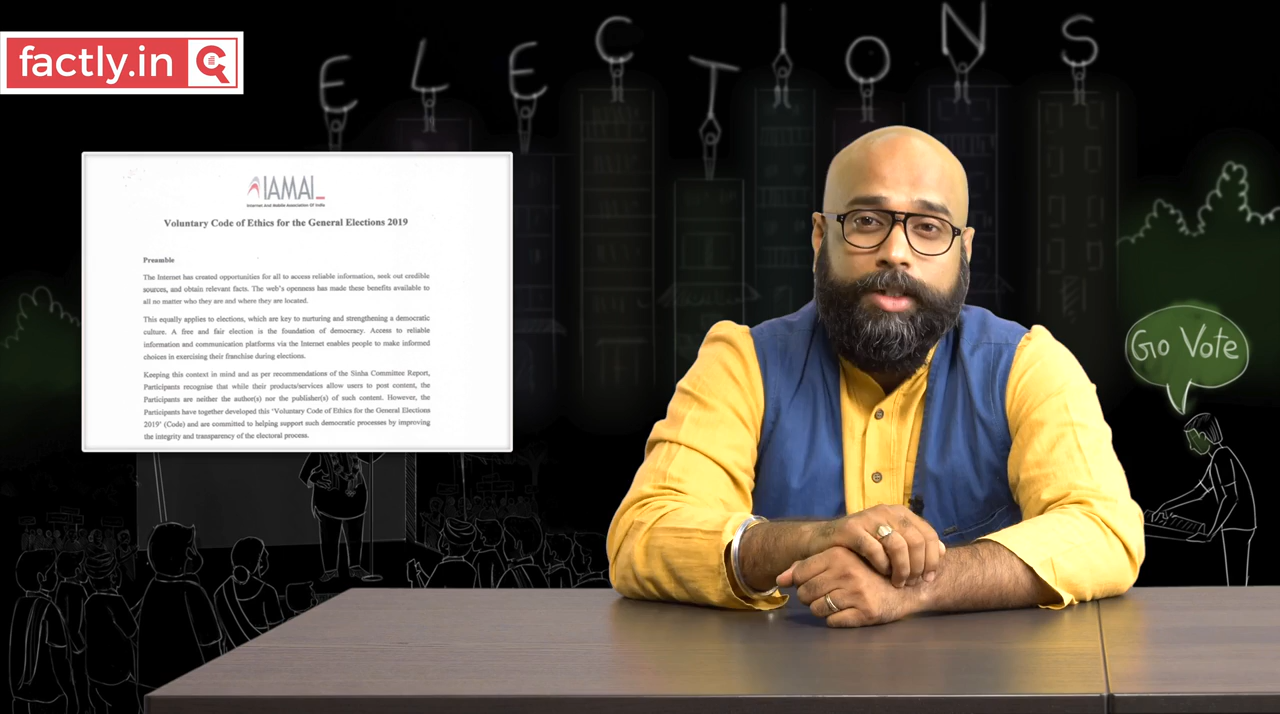 factly.in
ELECTIONS
IAMAI
Internet And Mobile Association Of India
Voluntary Code of Ethics for the General Elections 2019
Preamble
The Internet has created opportunities for all to access reliable information, seek out credible
sources, and obtain relevant facts. The web's openness has made these benefits available to
all no matter who they are and where they are located.
This equally applies to elections, which are key to nurturing and strengthening a democratic
culture. A free and fair election is the foundation of democracy. Access to reliable
information and communication platforms via the Internet enables people to make informed
choices in exercising their franchise during elections.
Keeping this context in mind and as per recommendations of the Sinha Committee Report,
Participants recognise that while their products/services allow users to post content, the
Participants are neither the author(s) nor the publisher(s) of such content. However, the
Participants have together developed this 'Voluntary Code of Ethics for the General Elections
2019' (Code) and are committed to helping support such democratic processes by improving
the integrity and transparency of the electoral process.
Go Vote